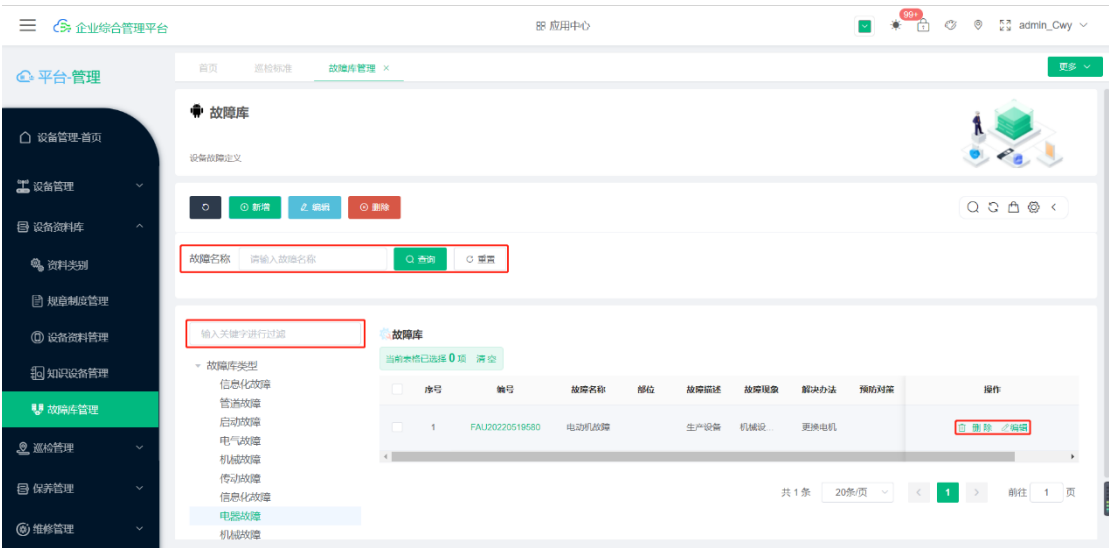 企业综合管理平台
应用中心
99+
admin_Cwy
平台-管理
首页 巡检标准 故障库管理 ×
更多
设备管理-首页
设备管理
设备资料库
资料类别
规章制度管理
设备资料管理
知识设备管理
故障库管理
巡检管理
保养管理
维修管理
故障库
设备故障定义
新增 编辑 删除
故障名称 请输入故障名称 查询 重置
输入关键字进行过滤
故障库类型
信息化故障
管道故障
启动故障
电气故障
机械故障
传动故障
信息化故障
电器故障
机械故障
故障库
当前表格已选择 0 项 清空
序号 编号 故障名称 部位 故障描述 故障现象 解决办法 预防对策 操作
1 FAU20220519580 电动机故障 生产设备 机械设... 更换电机 删除 编辑
共 1 条 20条/页 1 前往 1 页